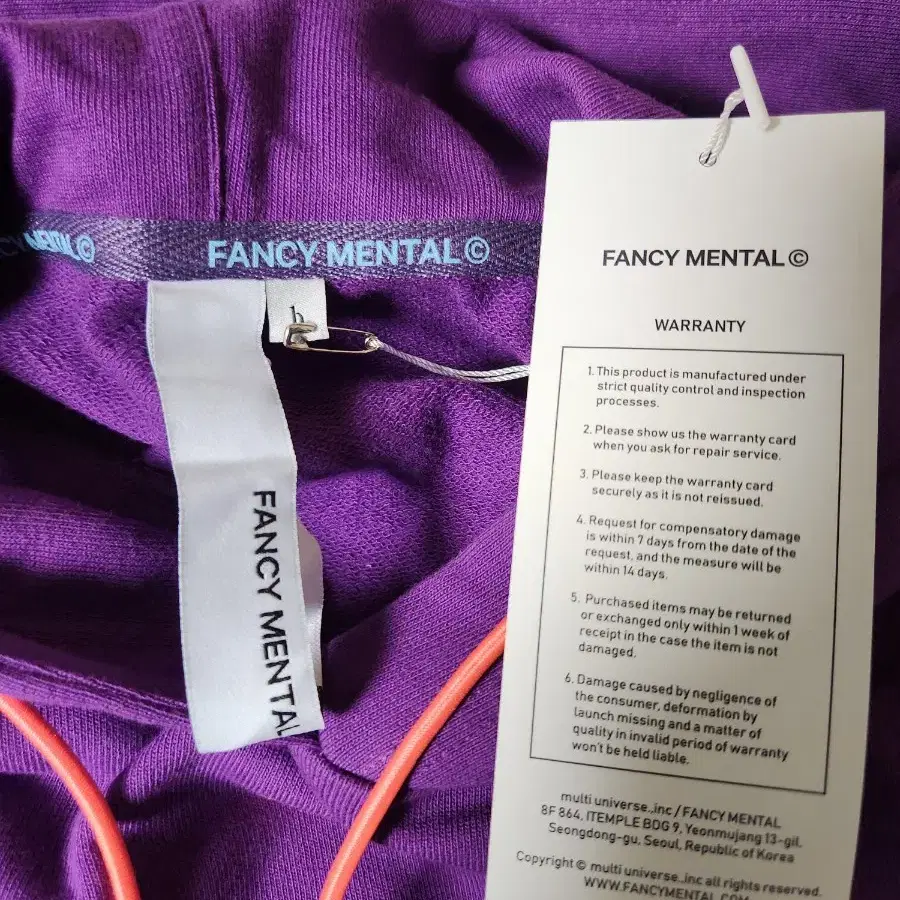 MENTAL©
FANCY MENTAL©
FANCY MENTAL
FANCY MENTAL©
WARRANTY
1. This product is manufactured under
strict quality control and inspection
processes.
2. Please show us the warranty card
when you ask for repair service.
3. Please keep the warranty card
securely as it is not reissued.
4. Request for compensatory damage
is within 7 days from the date of the
request, and the measure will be
within 14 days.
5. Purchased items may be returned
or exchanged only within 1 week of
receipt in the case the item is not
damaged.
6. Damage caused by negligence of
the consumer, deformation by
launch missing and a matter of
quality in invalid period of warranty
won't be held liable.
multi universe.,inc / FANCY MENTAL
8F 864, ITEMPLE BDG 9, Yeonmujang 13-gil,
Seongdong-gu, Seoul, Republic of Korea
Copyright © multi universe.,inc all rights reserved.
WWW.FANCYMENTAL.COM